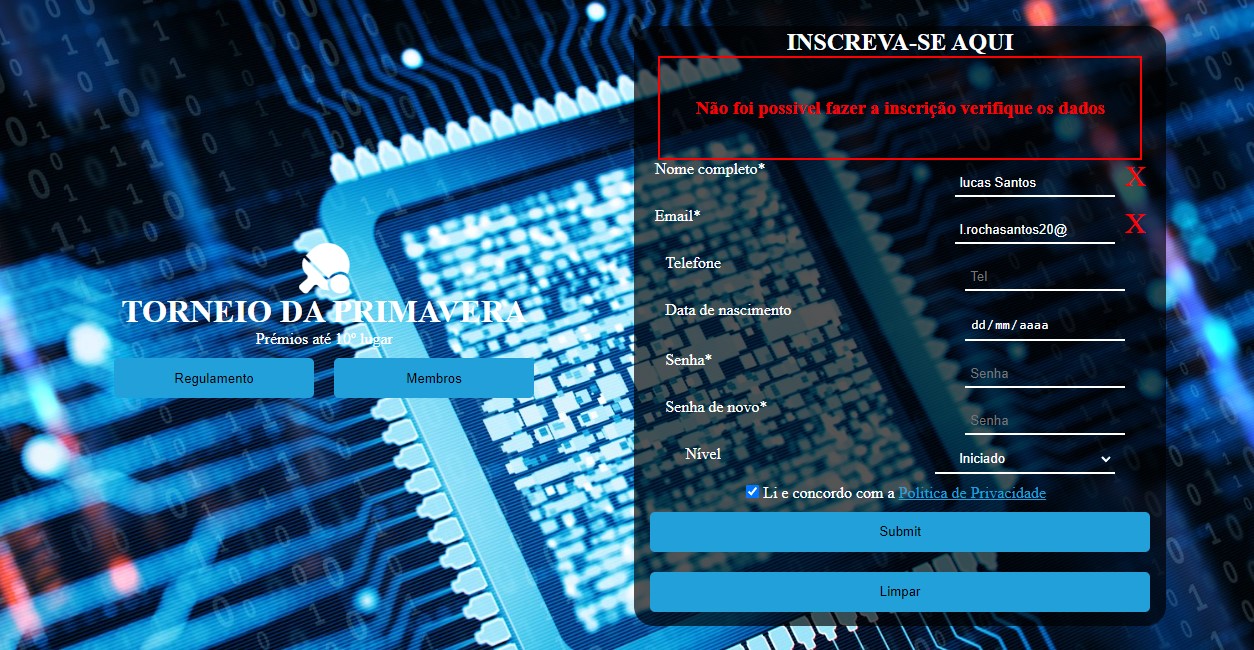 INSCREVA-SE AQUI
Não foi possivel fazer a inscrição verifique os dados
Nome completo*
lucas Santos
X
Email*
l.rochasantos20@
X
Telefone
Tel
Data de nascimento
dd/mm/aaaa
Senha*
Senha
Senha de novo*
Senha
Nível
Iniciado
Li e concordo com a Política de Privacidade
Submit
Limpar
TORNEIO DA PRIMAVERA
Prémios até 10º lugar
Regulamento
Membros